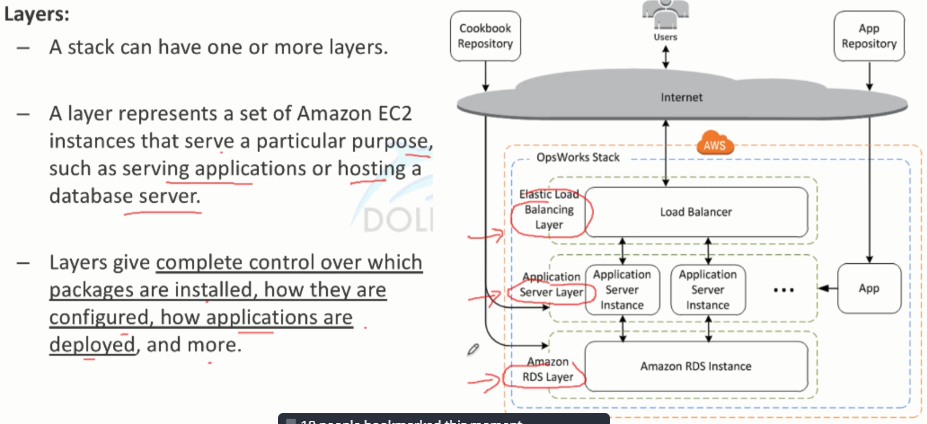 Layers:
– A stack can have one or more layers.
– A layer represents a set of Amazon EC2
instances that serve a particular purpose,
such as serving applications or hosting a
database server.
– Layers give complete control over which
packages are installed, how they are
configured, how applications are
deployed, and more.
DOL
Cookbook
Repository
Users
App
Repository
Internet
AWS
OpsWorks Stack
Elastic Load
Balancing
Layer
Load Balancer
Application
Server Layer
Application
Server
Instance
Application
Server
Instance
...
App
Amazon
RDS Layer
Amazon RDS Instance
people bookmarked this moment